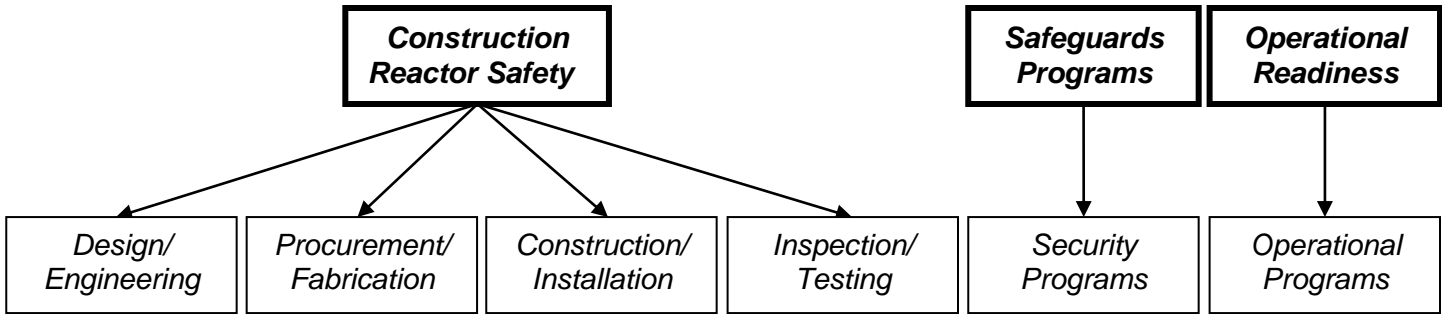 Construction
Reactor Safety
Safeguards
Programs
Operational
Readiness
Design/
Engineering
Procurement/
Fabrication
Construction/
Installation
Inspection/
Testing
Security
Programs
Operational
Programs